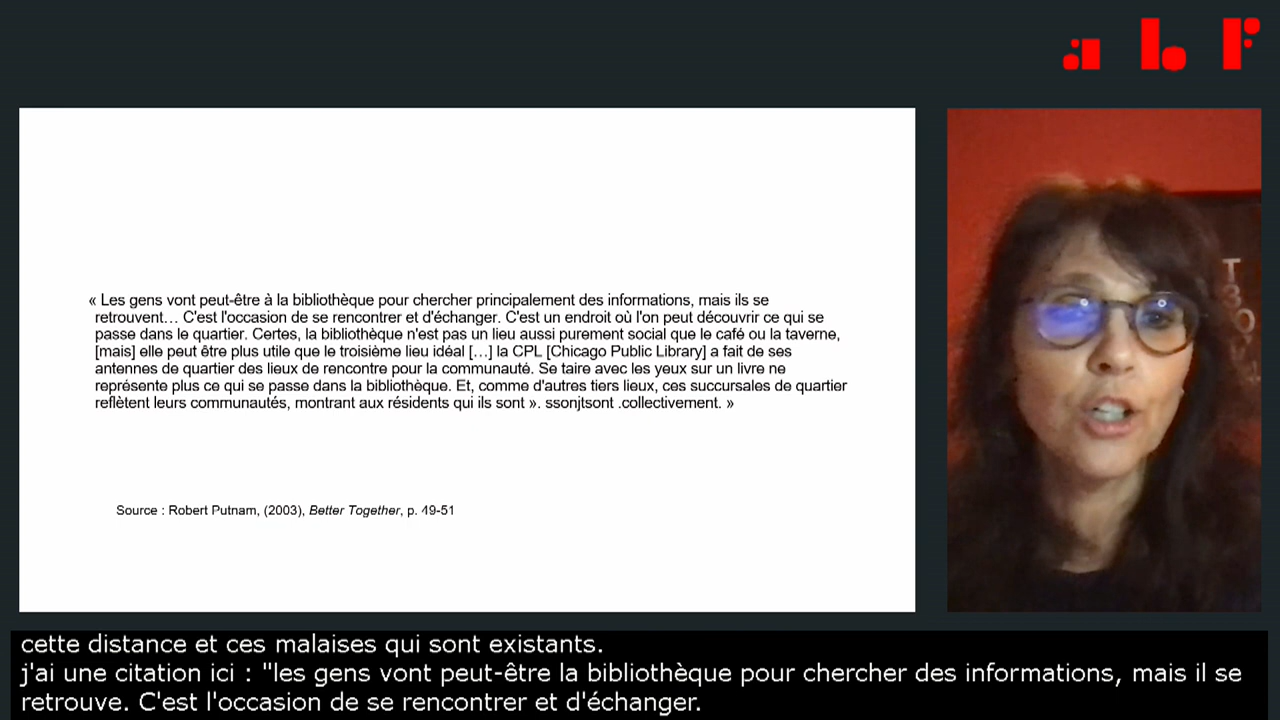 abF
« Les gens vont peut-être à la bibliothèque pour chercher principalement des informations, mais ils se
retrouvent… C'est l'occasion de se rencontrer et d'échanger. C'est un endroit où l'on peut découvrir ce qui se
passe dans le quartier. Certes, la bibliothèque n'est pas un lieu aussi purement social que le café ou la taverne,
[mais] elle peut être plus utile que le troisième lieu idéal […] la CPL [Chicago Public Library] a fait de ses
antennes de quartier des lieux de rencontre pour la communauté. Se taire avec les yeux sur un livre ne
représente plus ce qui se passe dans la bibliothèque. Et, comme d'autres tiers lieux, ces succursales de quartier
reflètent leurs communautés, montrant aux résidents qui ils sont ». ssonjtsont .collectivement. »
Source : Robert Putnam, (2003), Better Together, p. 49-51
cette distance et ces malaises qui sont existants.
j'ai une citation ici : "les gens vont peut-être la bibliothèque pour chercher des informations, mais il se
retrouve. C'est l'occasion de se rencontrer et d'échanger.